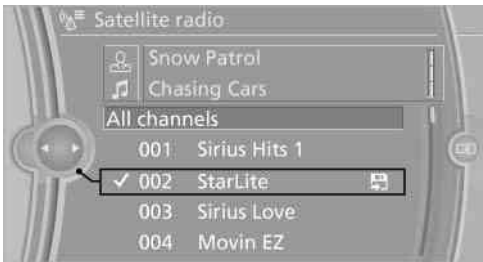 Satellite radio
Snow Patrol
Chasing Cars
All channels
001 Sirius Hits 1
002 StarLite
003 Sirius Love
004 Movin EZ